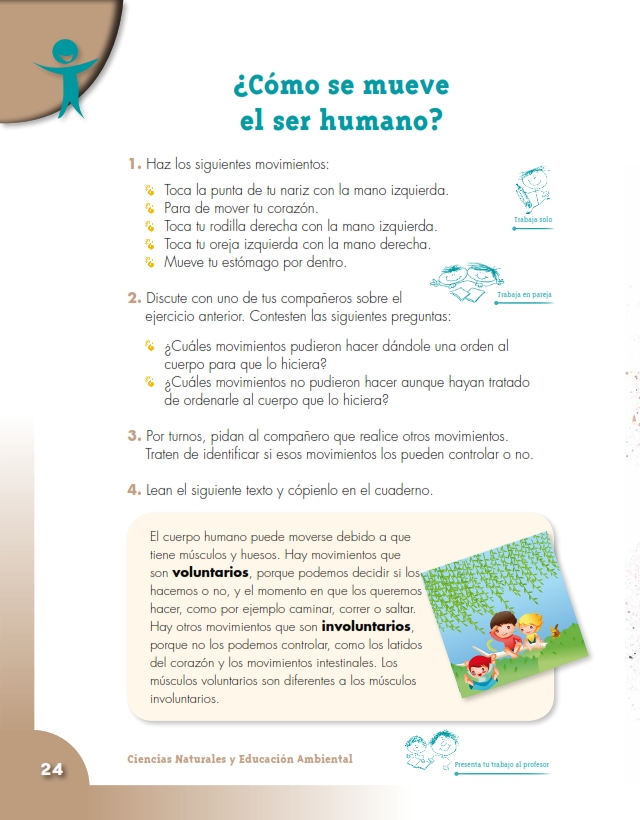 ¿Cómo se mueve
el ser humano?
1. Haz los siguientes movimientos:
Toca la punta de tu nariz con la mano izquierda.
Para de mover tu corazón.
Toca tu rodilla derecha con la mano izquierda.
Toca tu oreja izquierda con la mano derecha.
Mueve tu estómago por dentro.
Trabaja solo
2. Discute con uno de tus compañeros sobre el
ejercicio anterior. Contesten las siguientes preguntas:
Trabaja en pareja
¿Cuáles movimientos pudieron hacer dándole una orden al
cuerpo para que lo hiciera?
¿Cuáles movimientos no pudieron hacer aunque hayan tratado
de ordenarle al cuerpo que lo hiciera?
3. Por turnos, pidan al compañero que realice otros movimientos.
Traten de identificar si esos movimientos los pueden controlar o no.
4. Lean el siguiente texto y cópienlo en el cuaderno.
El cuerpo humano puede moverse debido a que
tiene músculos y huesos. Hay movimientos que
son voluntarios, porque podemos decidir si los
hacemos o no, y el momento en que los queremos
hacer, como por ejemplo caminar, correr o saltar.
Hay otros movimientos que son involuntarios,
porque no los podemos controlar, como los latidos
del corazón y los movimientos intestinales. Los
músculos voluntarios son diferentes a los músculos
involuntarios.
24
Ciencias Naturales y Educación Ambiental
Presenta tu trabajo al profesor